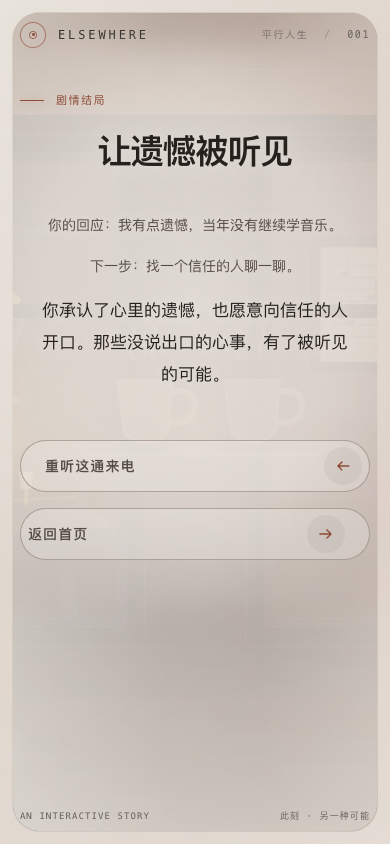 ELSEWHERE
平行人生 / 001
剧情结局
让遗憾被听见
你的回应：我有点遗憾，当年没有继续学音乐。
下一步：找一个信任的人聊一聊。
你承认了心里的遗憾，也愿意向信任的人
开口。那些没说出口的心事，有了被听见
的可能。
重听这通来电 ←
返回首页 →
AN INTERACTIVE STORY
此刻 · 另一种可能